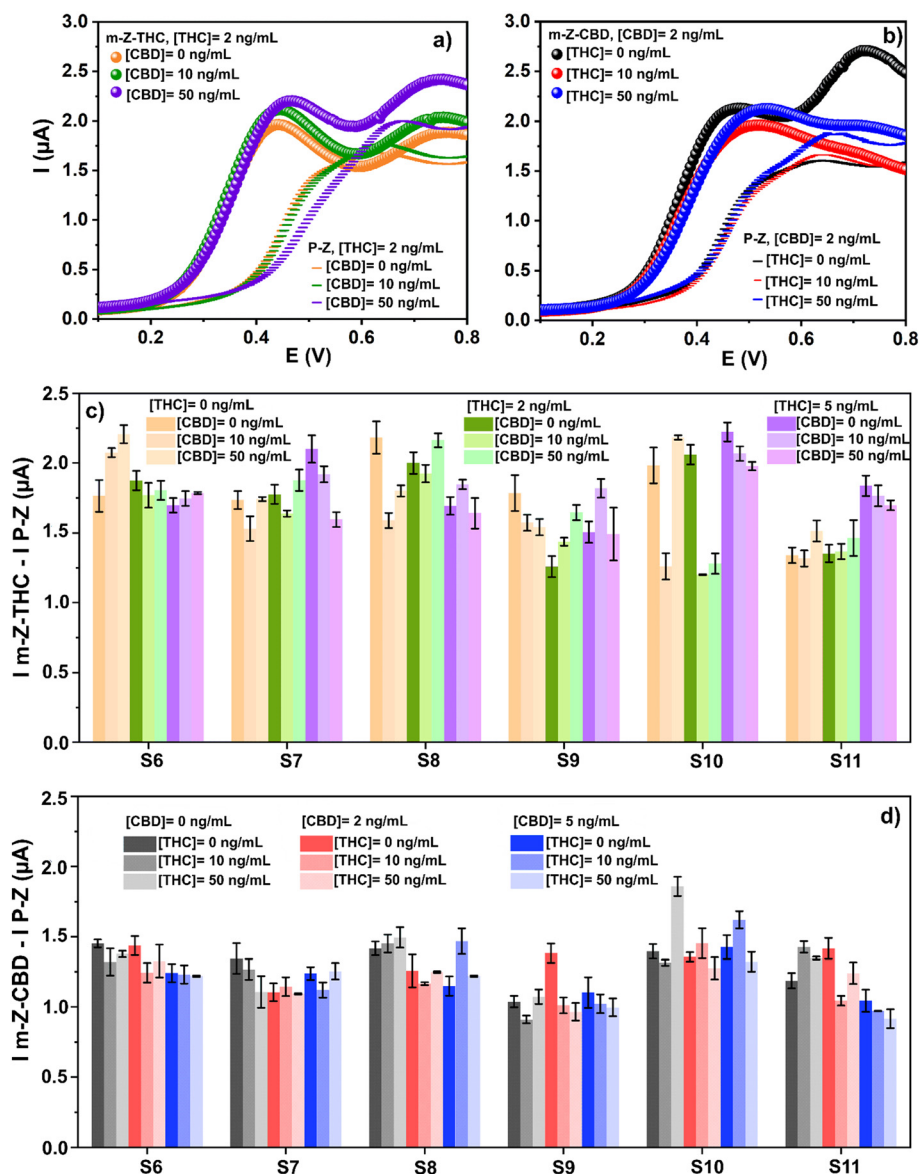 a)
m-Z-THC, [THC]= 2 ng/mL
[CBD]= 0 ng/mL
[CBD]= 10 ng/mL
[CBD]= 50 ng/mL
P-Z, [THC]= 2 ng/mL
[CBD]= 0 ng/mL
[CBD]= 10 ng/mL
[CBD]= 50 ng/mL
I (µA)
3.0
2.5
2.0
1.5
1.0
0.5
0.0
0.2
0.4
0.6
0.8
E (V)
b)
m-Z-CBD, [CBD]= 2 ng/mL
[THC]= 0 ng/mL
[THC]= 10 ng/mL
[THC]= 50 ng/mL
P-Z, [CBD]= 2 ng/mL
[THC]= 0 ng/mL
[THC]= 10 ng/mL
[THC]= 50 ng/mL
3.0
2.5
2.0
1.5
1.0
0.5
0.0
0.2
0.4
0.6
0.8
E (V)
c)
[THC]= 0 ng/mL
[CBD]= 0 ng/mL
[CBD]= 10 ng/mL
[CBD]= 50 ng/mL
[THC]= 2 ng/mL
[CBD]= 0 ng/mL
[CBD]= 10 ng/mL
[CBD]= 50 ng/mL
[THC]= 5 ng/mL
[CBD]= 0 ng/mL
[CBD]= 10 ng/mL
[CBD]= 50 ng/mL
I m-Z-THC - I P-Z (µA)
2.5
2.0
1.5
1.0
0.5
0.0
S6
S7
S8
S9
S10
S11
d)
[CBD]= 0 ng/mL
[THC]= 0 ng/mL
[THC]= 10 ng/mL
[THC]= 50 ng/mL
[CBD]= 2 ng/mL
[THC]= 0 ng/mL
[THC]= 10 ng/mL
[THC]= 50 ng/mL
[CBD]= 5 ng/mL
[THC]= 0 ng/mL
[THC]= 10 ng/mL
[THC]= 50 ng/mL
I m-Z-CBD - I P-Z (µA)
2.5
2.0
1.5
1.0
0.5
0.0
S6
S7
S8
S9
S10
S11